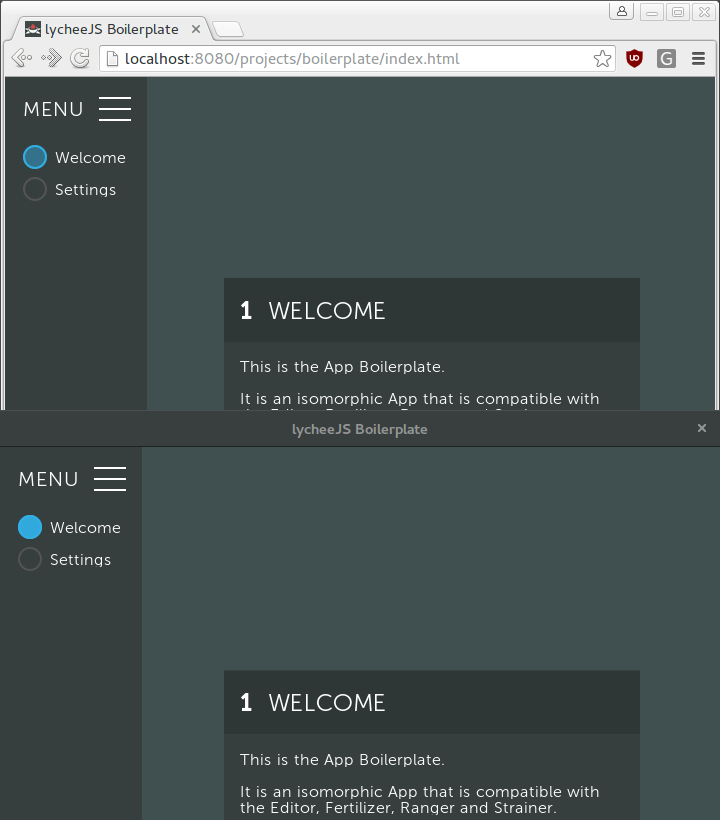 lycheeJS Boilerplate
localhost:8080/projects/boilerplate/index.html
MENU
Welcome
Settings
1 WELCOME
This is the App Boilerplate.
It is an isomorphic App that is compatible with
lycheeJS Boilerplate
MENU
Welcome
Settings
1 WELCOME
This is the App Boilerplate.
It is an isomorphic App that is compatible with
the Editor, Fertilizer, Ranger and Strainer.